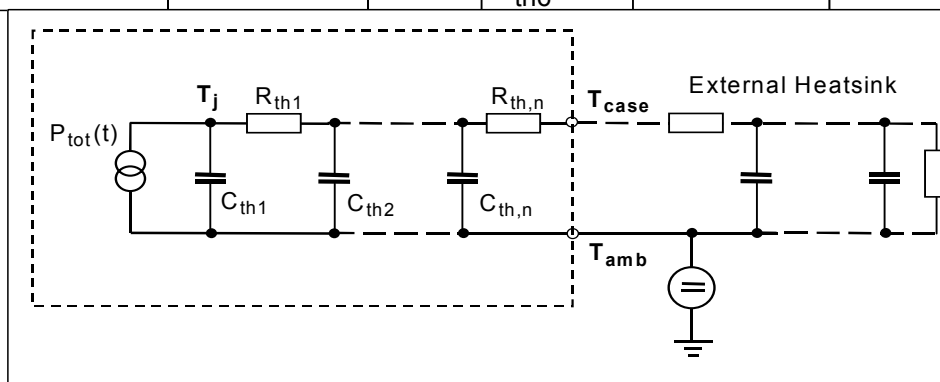 External Heatsink
T_j R_th1 R_th,n T_case
P_tot(t)
C_th1 C_th2 C_th,n
T_amb